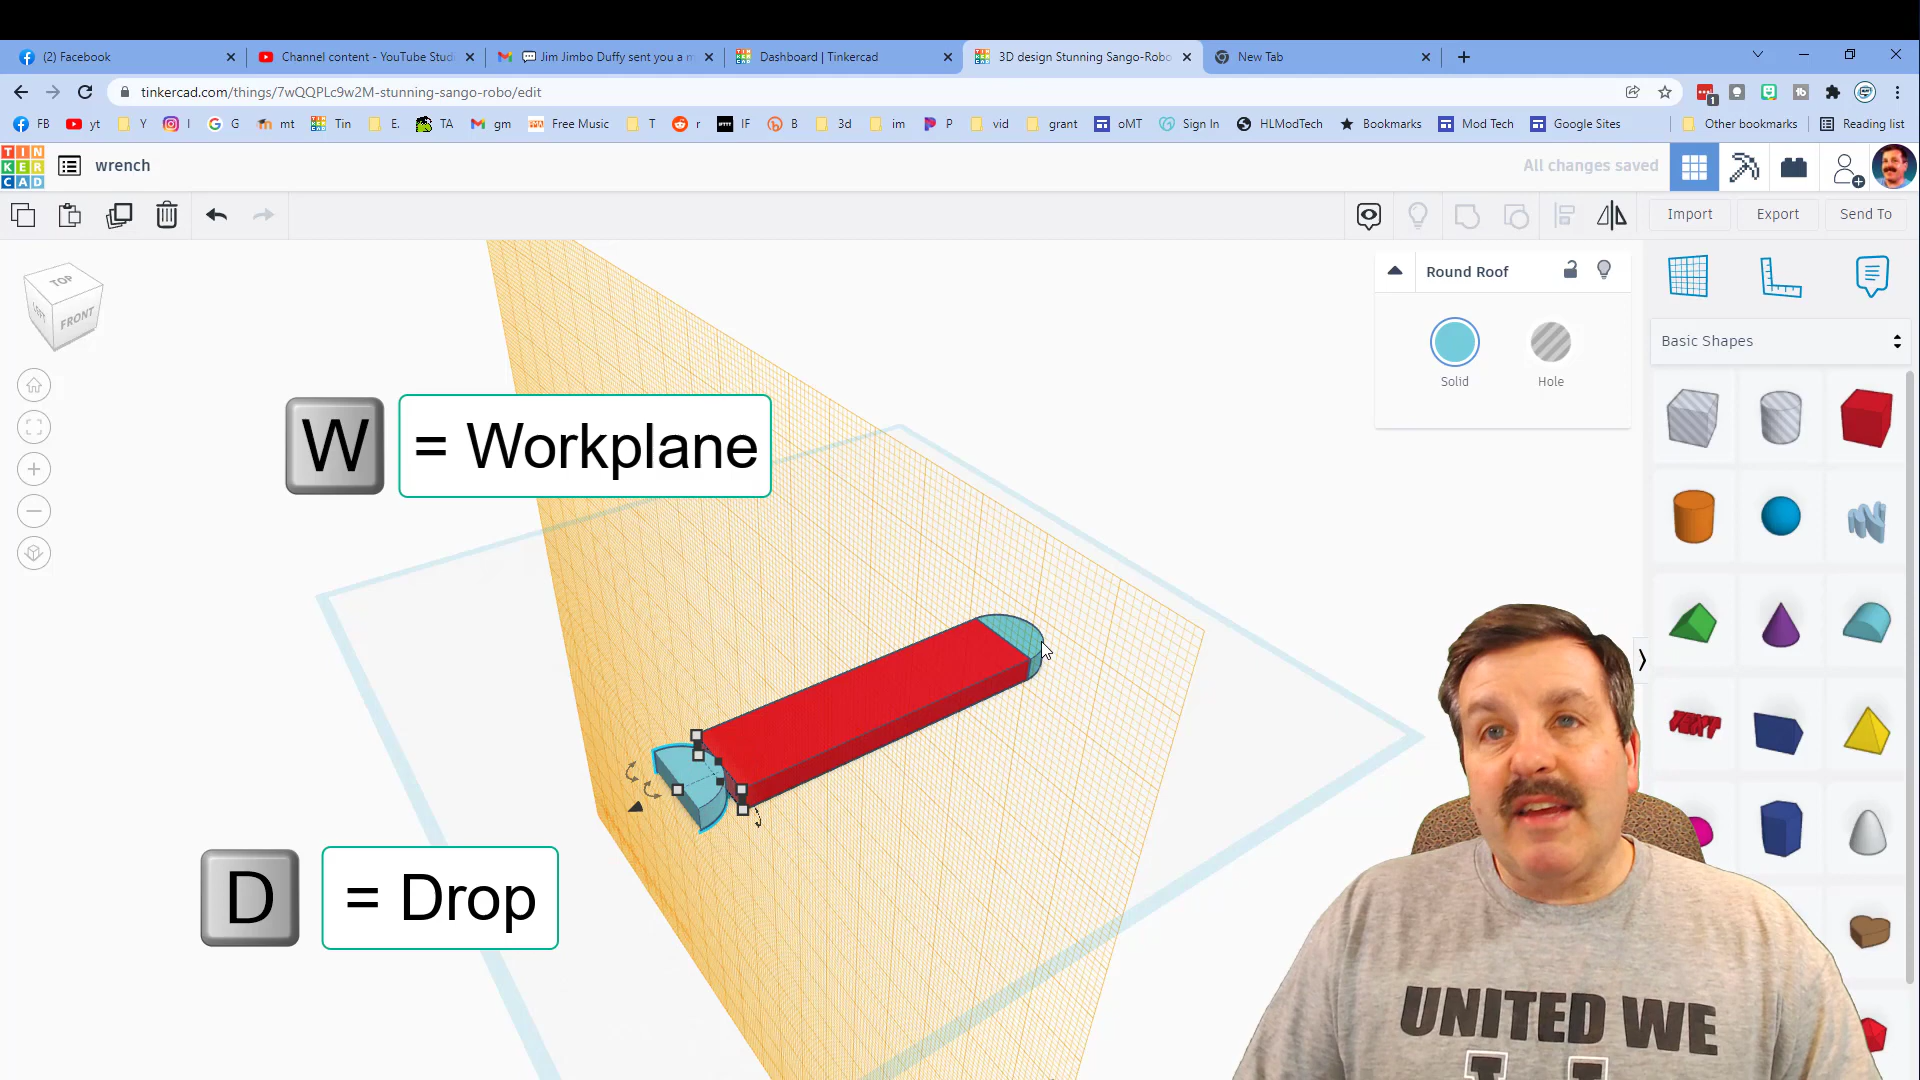 (2) Facebook
Channel content - YouTube Stud
Jim Jimbo Duffy sent you a m
Dashboard | Tinkercad
3D design Stunning Sango-Robo
New Tab
tinkercad.com/things/7wQQPLc9w2M-stunning-sango-robo/edit
1
FB yt Y I G mt Tin E. TA gm Free Music T r IF B 3d im P vid grant oMT Sign In HLModTech Bookmarks Mod Tech Google Sites Other bookmarks Reading list
TIN
KER
CAD
wrench
All changes saved
Import
Export
Send To
TOP
LEFT
FRONT
Round Roof
Solid
Hole
Basic Shapes
TEXT
W = Workplane
D = Drop
UNITED WE